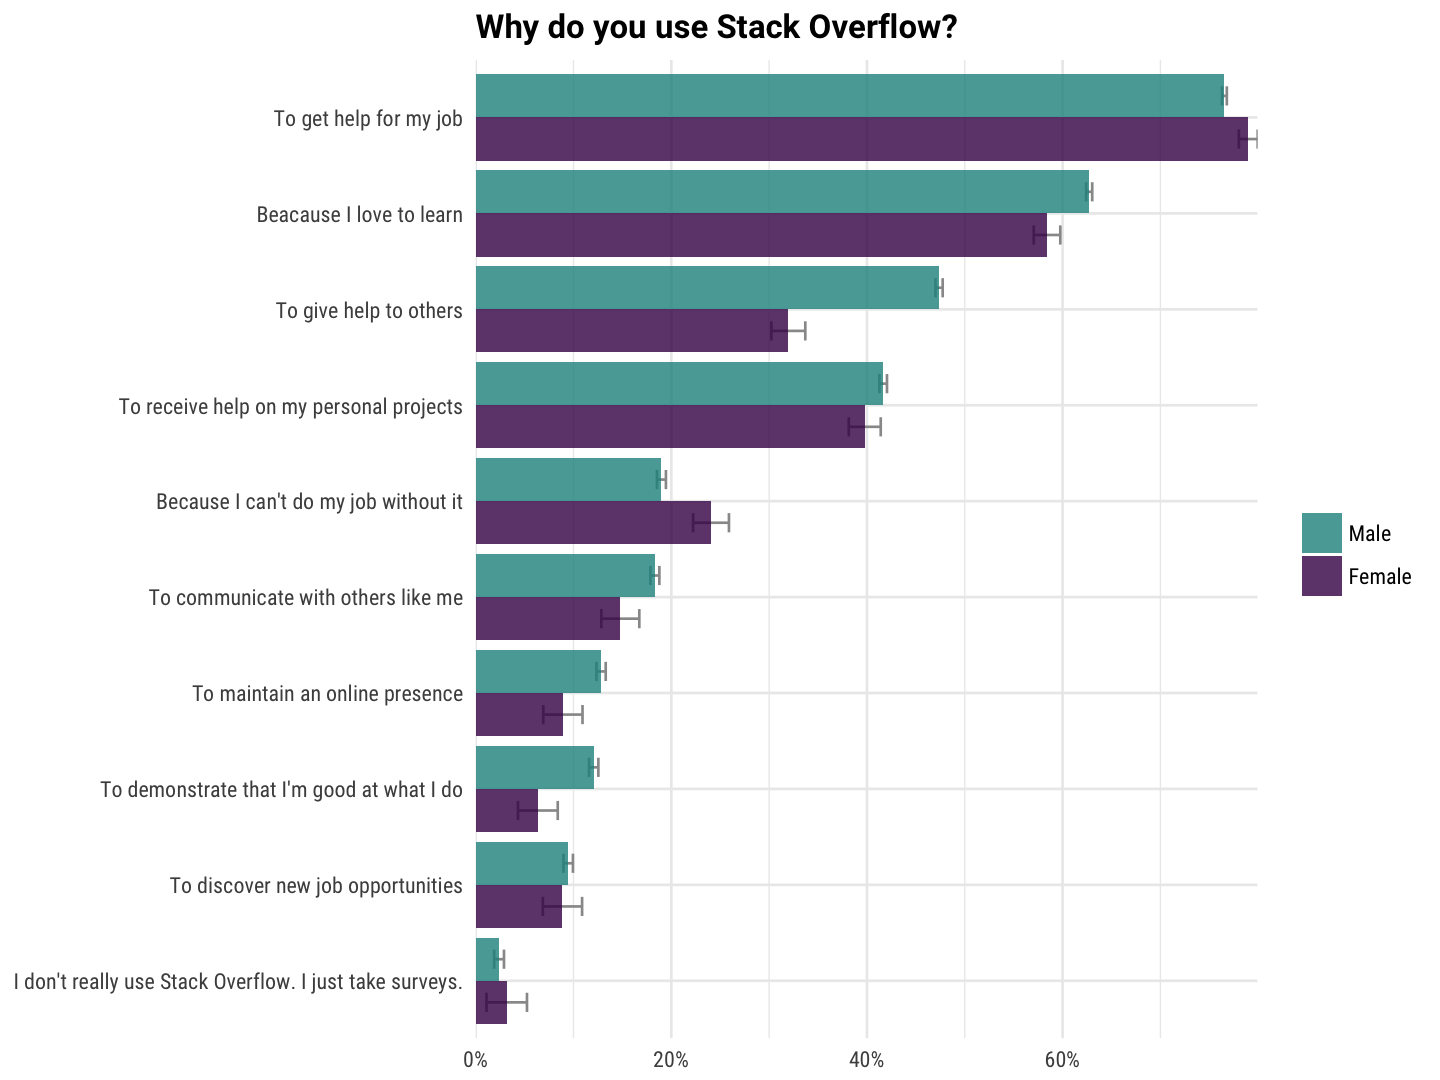 Why do you use Stack Overflow?
To get help for my job
Beacause I love to learn
To give help to others
To receive help on my personal projects
Because I can't do my job without it
To communicate with others like me
To maintain an online presence
To demonstrate that I'm good at what I do
To discover new job opportunities
I don't really use Stack Overflow. I just take surveys.
0% 20% 40% 60%
Male
Female